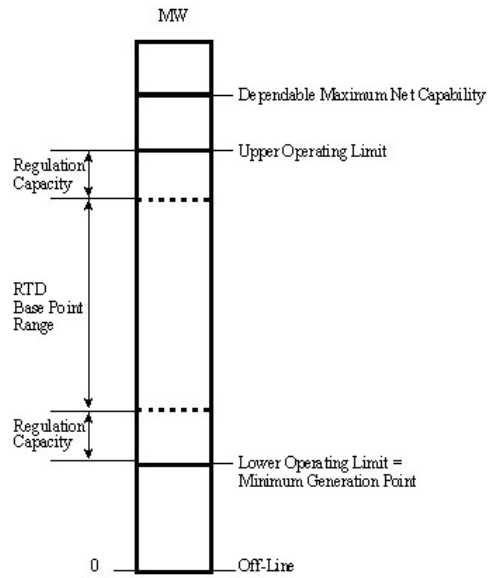 MW
Dependable Maximum Net Capability
Upper Operating Limit
Regulation
Capacity
RTD
Base Point
Range
Regulation
Capacity
Lower Operating Limit =
Minimum Generation Point
0
Off-Line